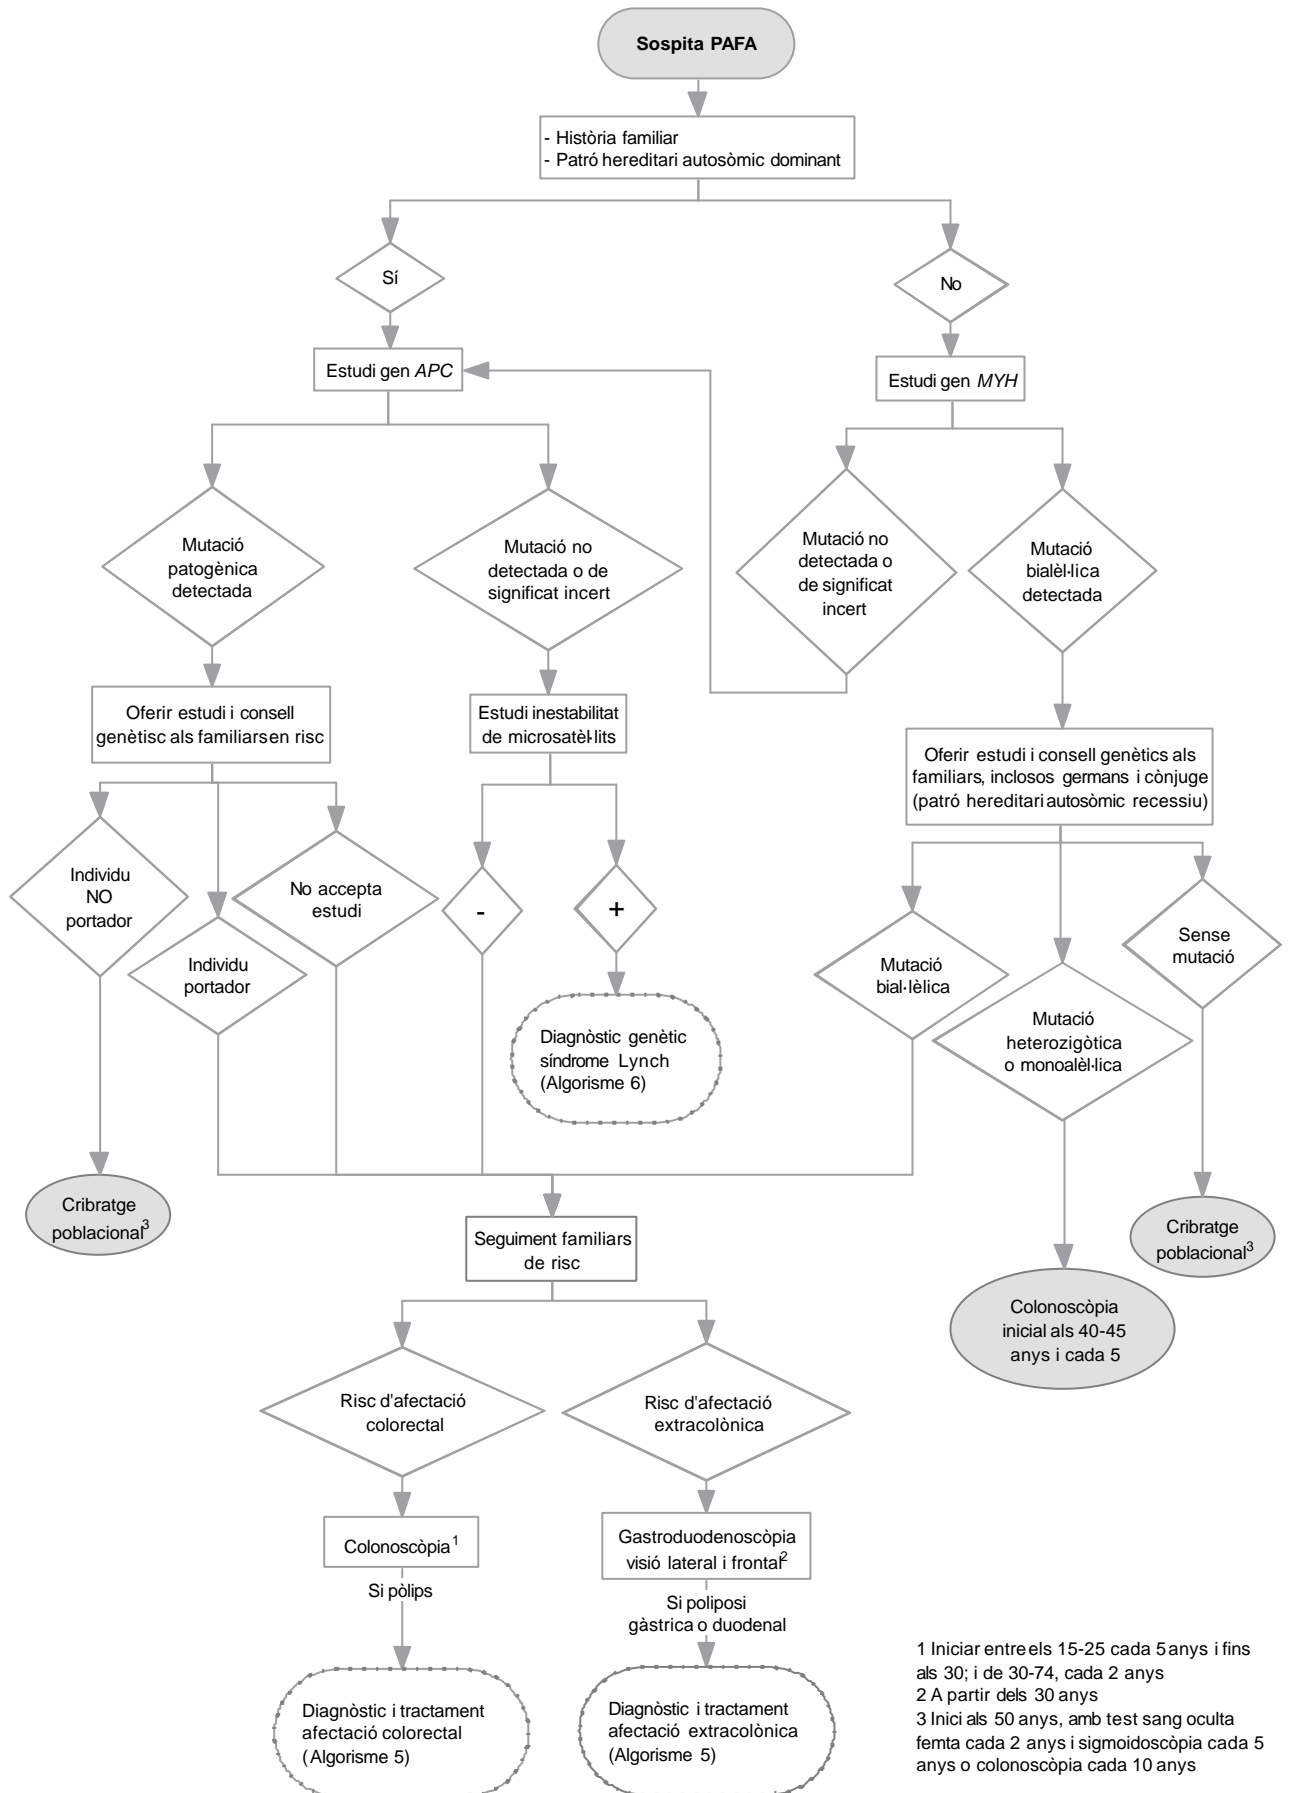 Sospita PAFA
- Història familiar
- Patró hereditari autosòmic dominant
Sí
No
Estudi gen APC
Estudi gen MYH
Mutació
patogènica
detectada
Mutació no
detectada o de
significat incert
Mutació no
detectada o
de significat
incert
Mutació
bialèl·lica
detectada
Oferir estudi i consell
genètisc als familiars en risc
Estudi inestabilitat
de microsatèl·lits
Oferir estudi i consell genètics als
familiars, inclosos germans i cònjuge
(patró hereditari autosòmic recessiu)
Individu
NO
portador
Individu
portador
No accepta
estudi
-
+
Mutació
bial·lèlica
Mutació
heterozigòtica
o monoalèl·lica
Sense
mutació
Diagnòstic genètic
síndrome Lynch
(Algorisme 6)
Cribratge
poblacional3
Seguiment familiars
de risc
Cribratge
poblacional3
Colonoscòpia
inicial als 40-45
anys i cada 5
Risc d'afectació
colorectal
Risc d'afectació
extracolònica
Colonoscòpia1
Gastroduodenoscòpia
visió lateral i frontal2
Si pòlips
Si poliposi
gàstrica o duodenal
Diagnòstic i tractament
afectació colorectal
(Algorisme 5)
Diagnòstic i tractament
afectació extracolònica
(Algorisme 5)
1 Iniciar entre els 15-25 cada 5 anys i fins
als 30; i de 30-74, cada 2 anys
2 A partir dels 30 anys
3 Inici als 50 anys, amb test sang oculta
femta cada 2 anys i sigmoidoscòpia cada 5
anys o colonoscòpia cada 10 anys